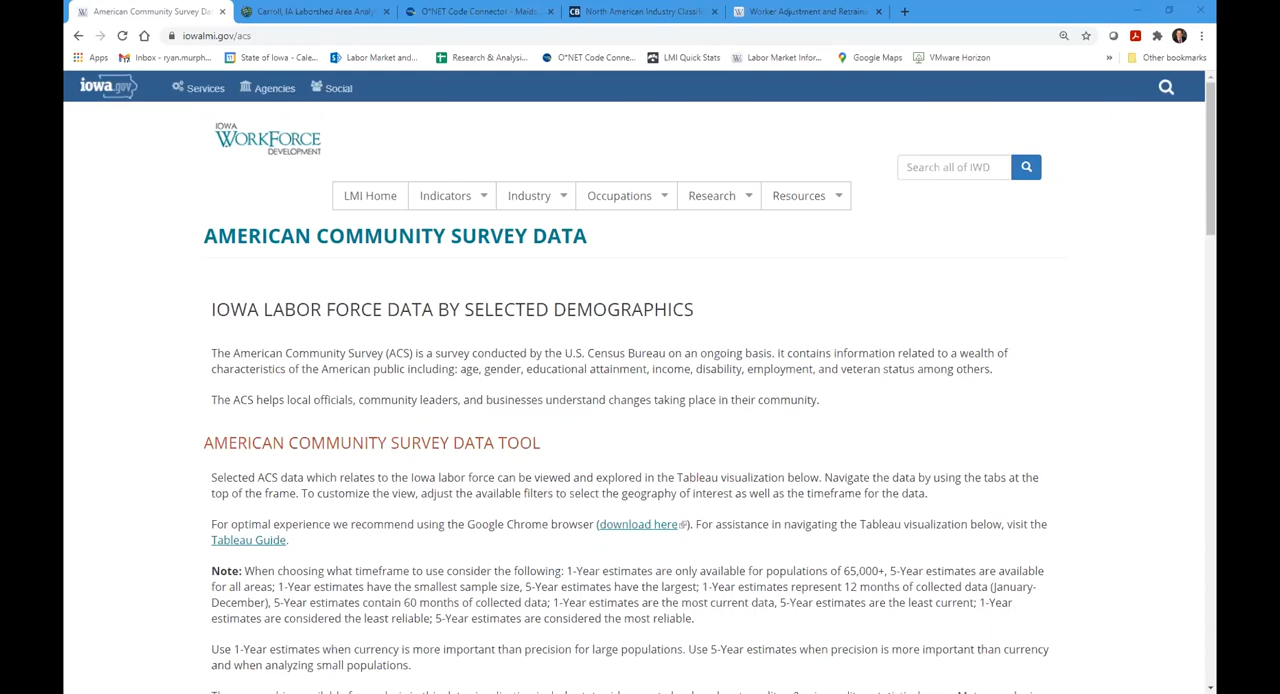 American Community Survey Da
Carroll, IA Laborshed Area Analy
O*NET Code Connector - Maids
CB North American Industry Classifi
Worker Adjustment and Retrain
iowalmi.gov/acs
Apps
Inbox - ryan.murph...
State of Iowa - Cale...
Labor Market and...
Research & Analysi...
O*NET Code Conne...
LMI Quick Stats
Labor Market Infor...
Google Maps
VMware Horizon
»
Other bookmarks
iowa.gov
Services
Agencies
Social
IOWA
WORKFORCE
DEVELOPMENT
Search all of IWD
LMI Home
Indicators
Industry
Occupations
Research
Resources
AMERICAN COMMUNITY SURVEY DATA
IOWA LABOR FORCE DATA BY SELECTED DEMOGRAPHICS
The American Community Survey (ACS) is a survey conducted by the U.S. Census Bureau on an ongoing basis. it contains information related to a wealth of
characteristics of the American public including: age, gender, educational attainment, income, disability, employment, and veteran status among others.
The ACS helps local officials, community leaders, and businesses understand changes taking place in their community.
AMERICAN COMMUNITY SURVEY DATA TOOL
Selected ACS data which relates to the Iowa labor force can be viewed and explored in the Tableau visualization below. Navigate the data by using the tabs at the
top of the frame. To customize the view, adjust the available filters to select the geography of interest as well as the timeframe for the data.
For optimal experience we recommend using the Google Chrome browser (download here). For assistance in navigating the Tableau visualization below, visit the
Tableau Guide.
Note: When choosing what timeframe to use consider the following: 1-Year estimates are only available for populations of 65,000+, 5-Year estimates are available
for all areas; 1-Year estimates have the smallest sample size, 5-Year estimates have the largest; 1-Year estimates represent 12 months of collected data (January-
December), 5-Year estimates contain 60 months of collected data; 1-Year estimates are the most current data, 5-Year estimates are the least current; 1-Year
estimates are considered the least reliable; 5-Year estimates are considered the most reliable.
Use 1-Year estimates when currency is more important than precision for large populations. Use 5-Year estimates when precision is more important than currency
and when analyzing small populations.